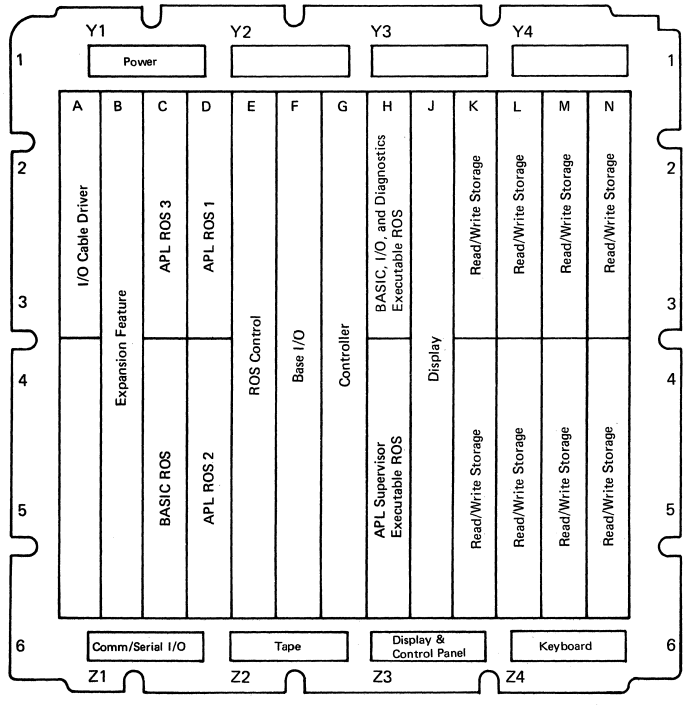 Y1 Y2 Y3 Y4
1 Power 1
A B C D E F G H J K L M N
2 2
I/O Cable Driver
Expansion Feature
APL ROS 3
APL ROS 1
ROS Control
Base I/O
Controller
BASIC, I/O, and Diagnostics
Executable ROS
Display
Read/Write Storage
Read/Write Storage
Read/Write Storage
Read/Write Storage
3 3
4 4
BASIC ROS
APL ROS 2
APL Supervisor
Executable ROS
Read/Write Storage
Read/Write Storage
Read/Write Storage
Read/Write Storage
5 5
6 Comm/Serial I/O Tape Display & Keyboard 6
Control Panel
Z1 Z2 Z3 Z4